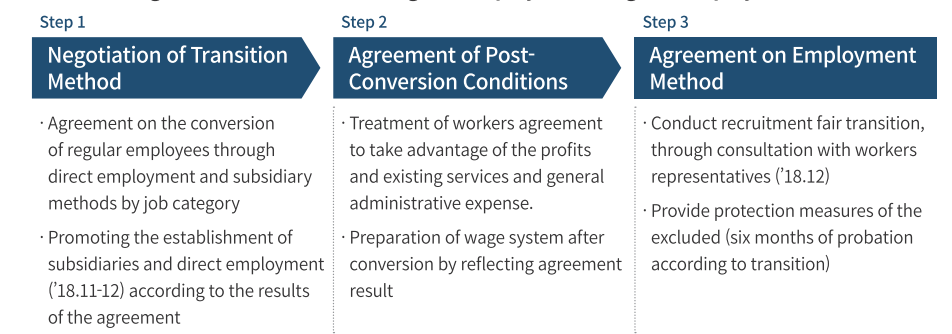 Step 1
Negotiation of Transition
Method
· Agreement on the conversion
of regular employees through
direct employment and subsidiary
methods by job category
· Promoting the establishment of
subsidiaries and direct employment
('18.11-12) according to the results
of the agreement
Step 2
Agreement of Post-
Conversion Conditions
· Treatment of workers agreement
to take advantage of the profits
and existing services and general
administrative expense.
· Preparation of wage system after
conversion by reflecting agreement
result
Step 3
Agreement on Employment
Method
· Conduct recruitment fair transition,
through consultation with workers
representatives ('18.12)
· Provide protection measures of the
excluded (six months of probation
according to transition)